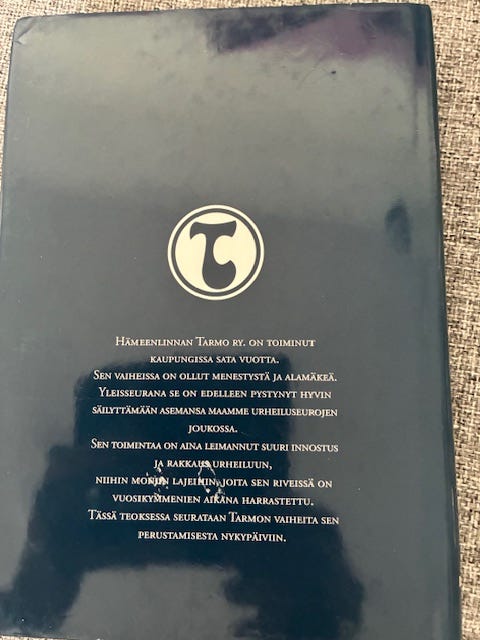 T
HÄMEENLINNAN TARMO RY. ON TOIMINUT
KAUPUNGISSA SATA VUOTTA.
SEN VAIHEISSA ON OLLUT MENESTYSTÄ JA ALAMÄKEÄ.
YLEISSEURANA SE ON EDELLEEN PYSTYNYT HYVIN
SÄILYTTÄMÄÄN ASEMANSA MAAMME URHEILUSEUROJEN
JOUKOSSA.
SEN TOIMINTAA ON AINA LEIMANNUT SUURI INNOSTUS
JA RAKKAUS URHEILUUN,
NIIHIN MONIIN LAJEIHIN, JOITA SEN RIVEISSÄ ON
VUOSIKYMMENIEN AIKANA HARRASTETTU.
TÄSSÄ TEOKSESSA SEURATAAN TARMON VAIHEITA SEN
PERUSTAMISESTA NYKYPÄIVIIN.